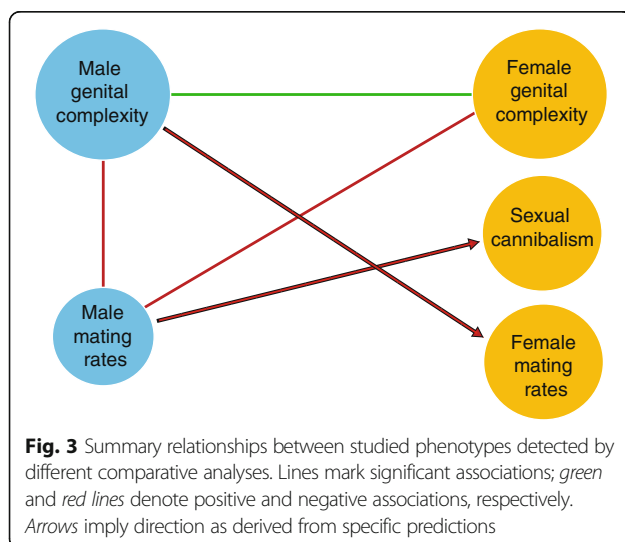 Male
genital
complexity
Female
genital
complexity
Sexual
cannibalism
Male
mating
rates
Female
mating
rates
Fig. 3 Summary relationships between studied phenotypes detected by
different comparative analyses. Lines mark significant associations; green
and red lines denote positive and negative associations, respectively.
Arrows imply direction as derived from specific predictions